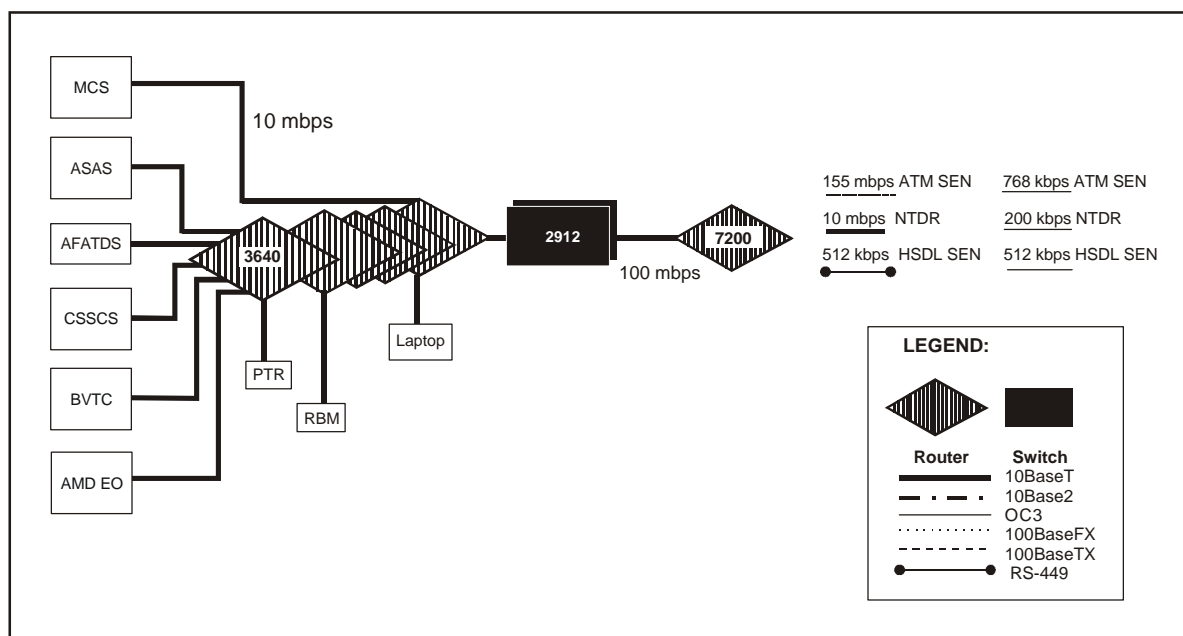 MCS
10 mbps
ASAS
155 mbps ATM SEN
768 kbps ATM SEN
AFATDS
10 mbps NTDR
200 kbps NTDR
3640
2912
7200
512 kbps HSDL SEN
512 kbps HSDL SEN
100 mbps
CSSCS
Laptop
PTR
BVTC
RBM
AMD EO
LEGEND:
Router
Switch
10BaseT
10Base2
OC3
100BaseFX
100BaseTX
RS-449